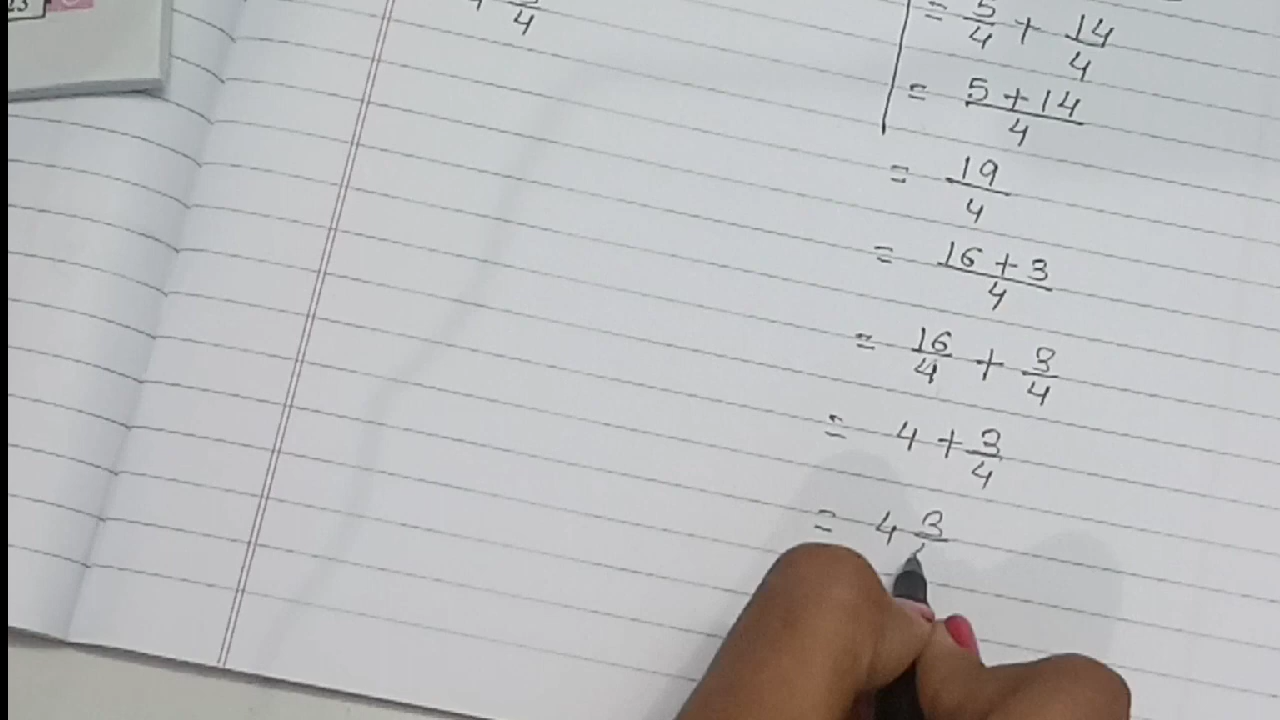 4
= 5/4 + 14/4
= 5+14/4
= 19/4
= 16+3/4
= 16/4 + 3/4
= 4 + 3/4
= 4 3/